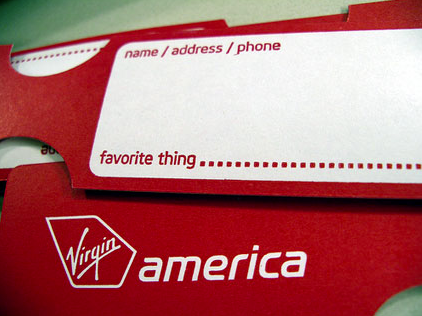 name / address / phone
favorite thing
Virgin america